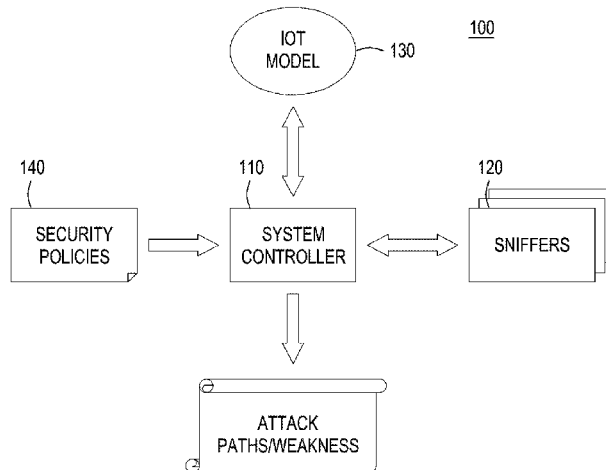 100
IOT
MODEL
130
140
110
120
SECURITY
POLICIES
SYSTEM
CONTROLLER
SNIFFERS
ATTACK
PATHS/WEAKNESS